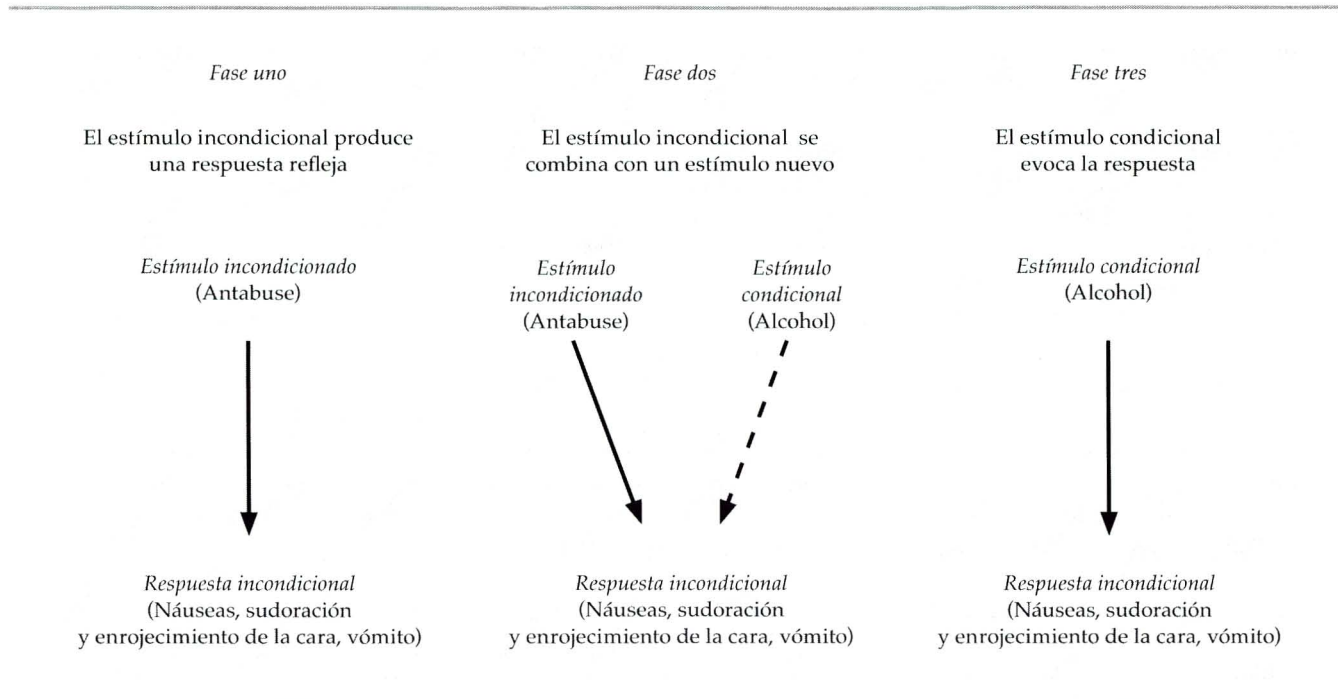 Fase uno
El estímulo incondicional produce
una respuesta refleja
Estímulo incondicionado
(Antabuse)
Respuesta incondicional
(Náuseas, sudoración
y enrojecimiento de la cara, vómito)
Fase dos
El estímulo incondicional se
combina con un estímulo nuevo
Estímulo
incondicionado
(Antabuse)
Estímulo
condicional
(Alcohol)
Respuesta incondicional
(Náuseas, sudoración
y enrojecimiento de la cara, vómito)
Fase tres
El estímulo condicional
evoca la respuesta
Estímulo condicional
(Alcohol)
Respuesta incondicional
(Náuseas, sudoración
y enrojecimiento de la cara, vómito)